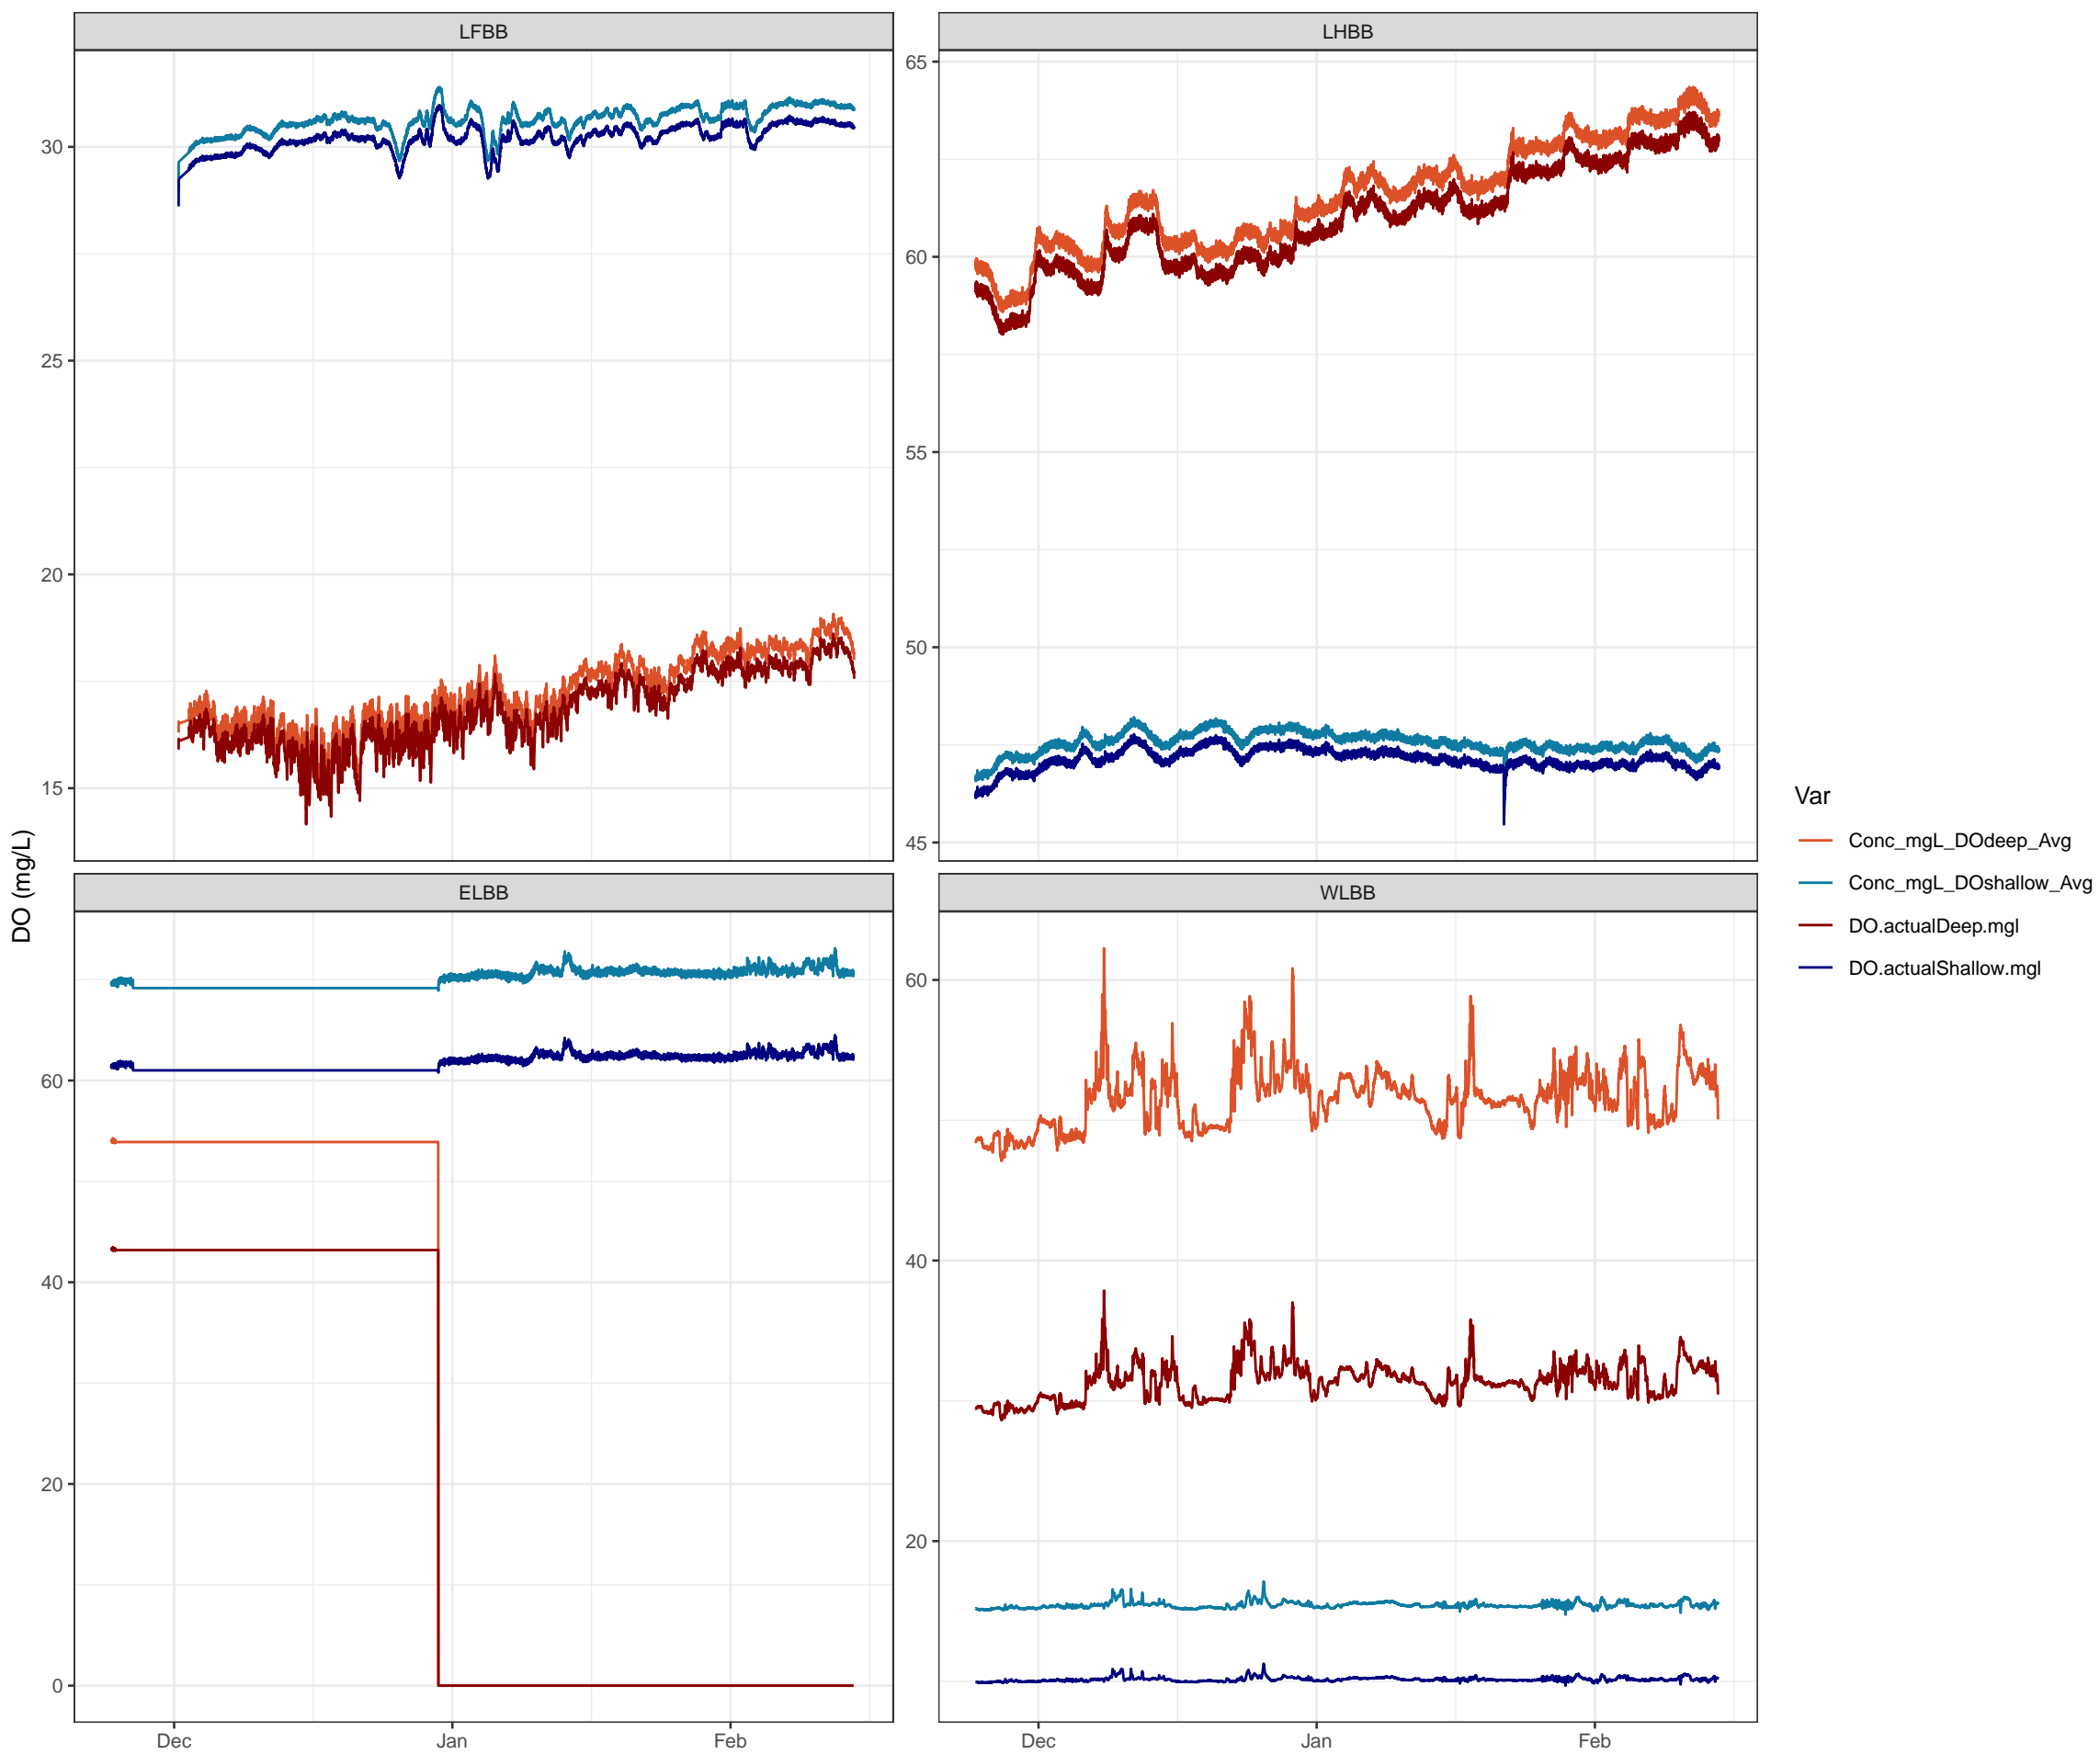 LFBB
LHBB
30
25
20
15
65
60
55
50
45
DO (mg/L)
ELBB
WLBB
60
40
20
0
60
40
20
Dec
Jan
Feb
Dec
Jan
Feb
Var
Conc_mgL_DOdeep_Avg
Conc_mgL_DOshallow_Avg
DO.actualDeep.mgl
DO.actualShallow.mgl